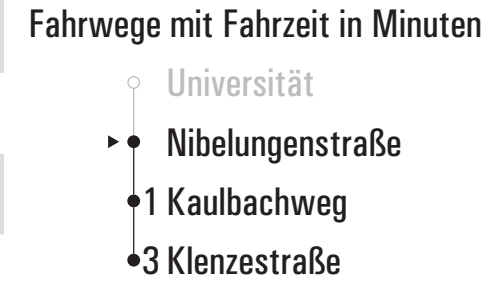 Fahrwege mit Fahrzeit in Minuten
Universität
Nibelungenstraße
1 Kaulbachweg
3 Klenzestraße